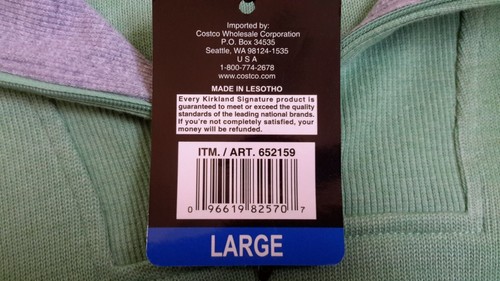 Imported by:
Costco Wholesale Corporation
P.O. Box 34535
Seattle, WA 98124-1535
U S A
1-800-774-2678
www.costco.com
MADE IN LESOTHO
Every Kirkland Signature product is
guaranteed to meet or exceed the quality
standards of the leading national brands.
If you're not completely satisfied, your
money will be refunded.
ITM. / ART. 652159
0 96619 82570 7
LARGE